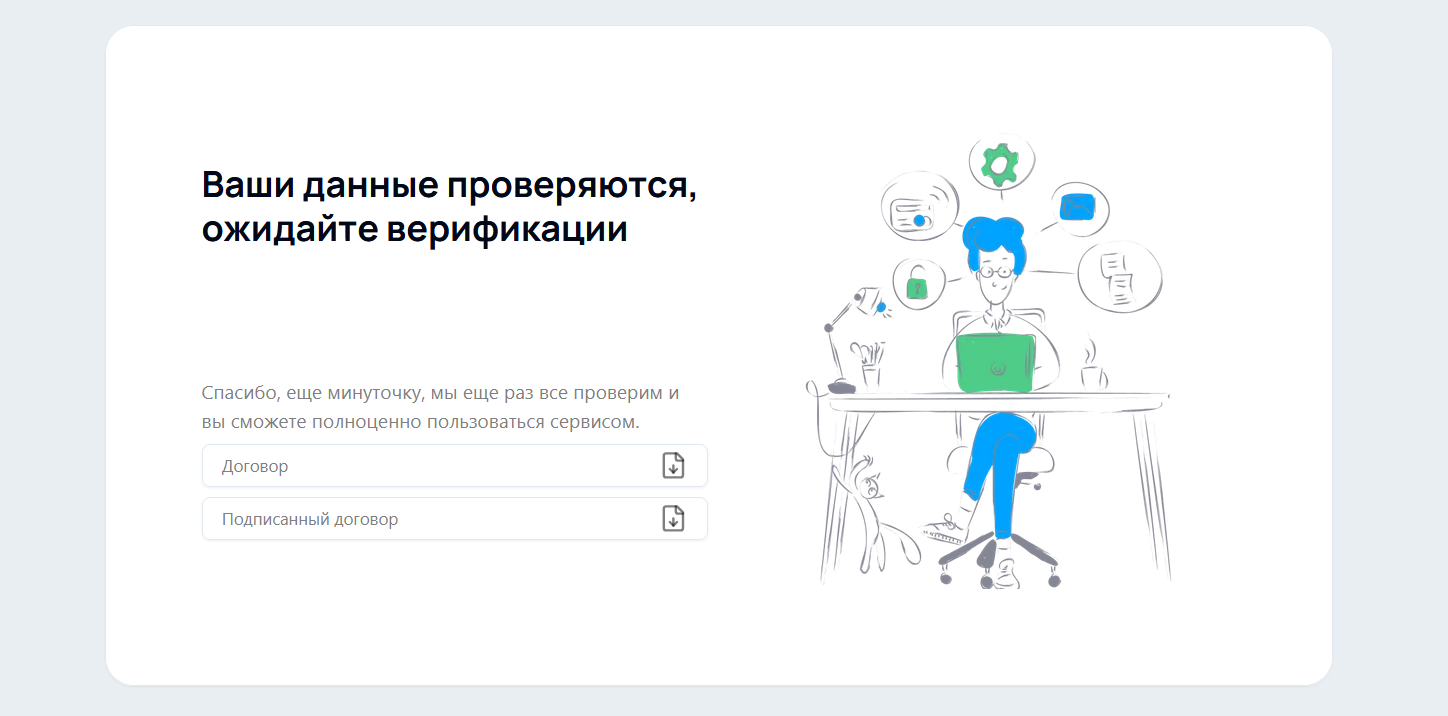 Ваши данные проверяются,
ожидайте верификации
Спасибо, еще минуточку, мы еще раз все проверим и
вы сможете полноценно пользоваться сервисом.
Договор
Подписанный договор